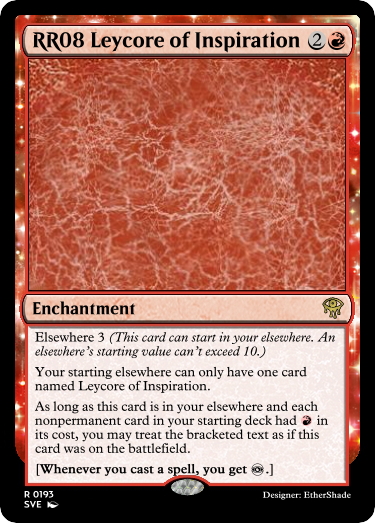 RR08 Leycore of Inspiration 2
Enchantment
Elsewhere 3 (This card can start in your elsewhere. An
elsewhere's starting value can't exceed 10.)
Your starting elsewhere can only have one card
named Leycore of Inspiration.
As long as this card is in your elsewhere and each
nonpermanent card in your starting deck had in
its cost, you may treat the bracketed text as if this
card was on the battlefield.
[Whenever you cast a spell, you get .]
R 0193
SVE
Designer: EtherShade